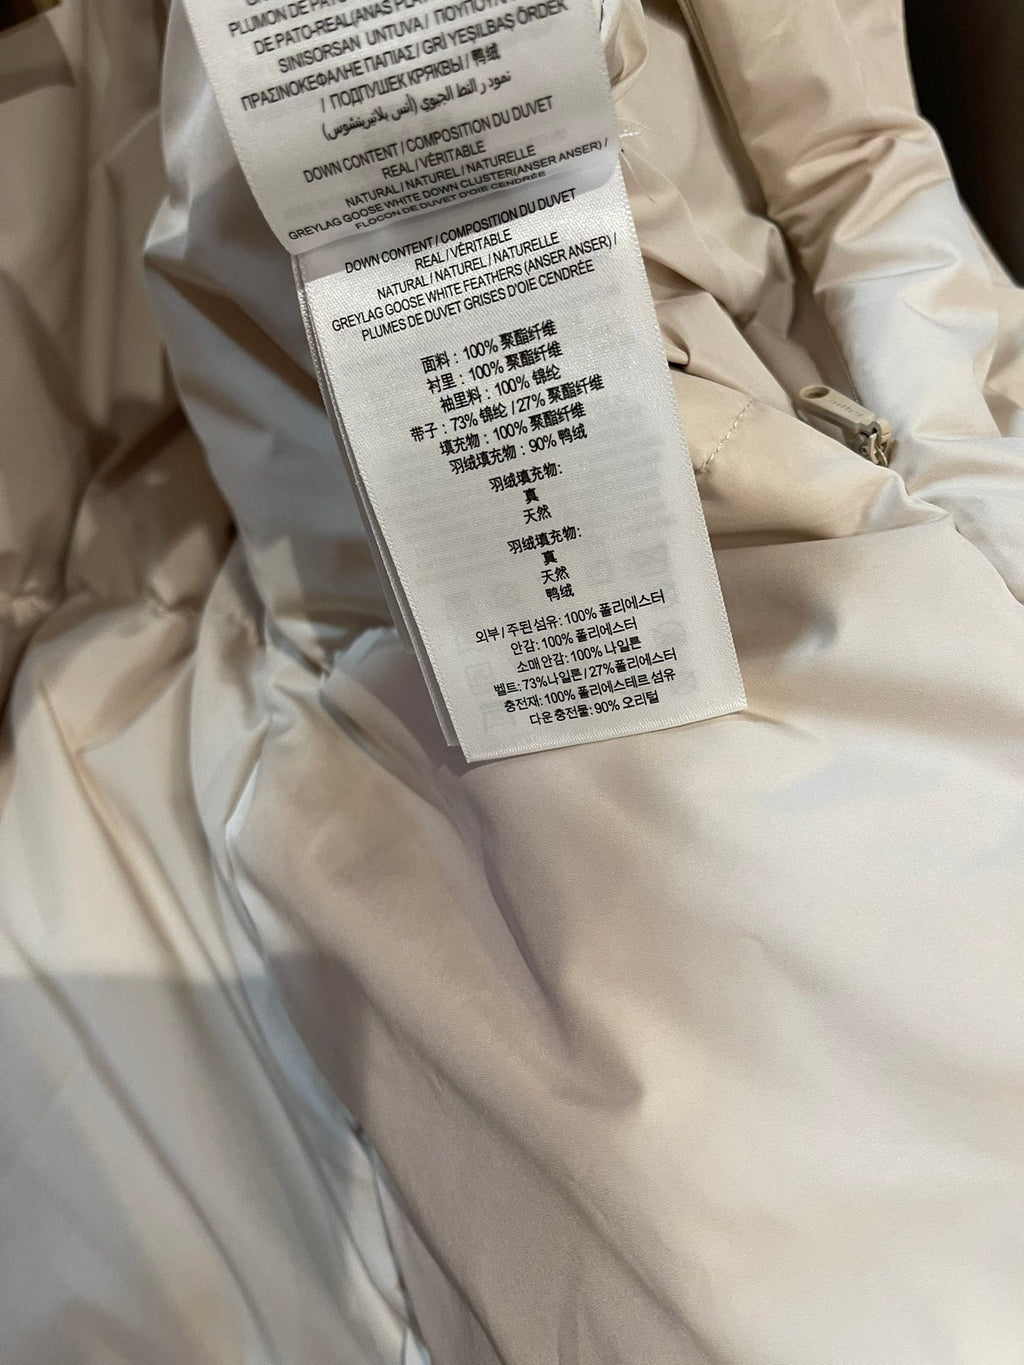 PLUMON DE PATO
DE PATO-REAL(ANAS
SINISORSAN UNTUVA / ΠΟΥΠΟΥ
ΠΡΑΣΙΝΟΚΕΦΑΛΗΣ ΠΑΠΙΑΣ / GRİ YEŞİLBAŞ ÖRDEK
/ ПОДПУШЕК КРЯКВЫ / 鸭绒
DOWN CONTENT / COMPOSITION DU DUVET
REAL / VÉRITABLE
NATURAL / NATUREL / NATURELLE
GREYLAG GOOSE WHITE DOWN CLUSTER(ANSER ANSER) /
FLOCON DE DUVET D'OIE CENDRÉE
DOWN CONTENT / COMPOSITION DU DUVET
REAL / VÉRITABLE
NATURAL / NATUREL / NATURELLE
GREYLAG GOOSE WHITE FEATHERS (ANSER ANSER) /
PLUMES DE DUVET GRISES D'OIE CENDRÉE
面料 : 100% 聚酯纤维
衬里 : 100% 聚酯纤维
袖里料 : 100% 锦纶
带子 : 73% 锦纶 / 27% 聚酯纤维
填充物 : 100% 聚酯纤维
羽绒填充物 : 90% 鸭绒
羽绒填充物:
真
天然
羽绒填充物:
真
天然
鸭绒
외부 / 주된 섬유: 100% 폴리에스터
안감: 100% 폴리에스터
소매 안감: 100% 나일론
벨트: 73%나일론 / 27%폴리에스터
충전재: 100% 폴리에스테르 섬유
다운 충전물: 90% 오리털